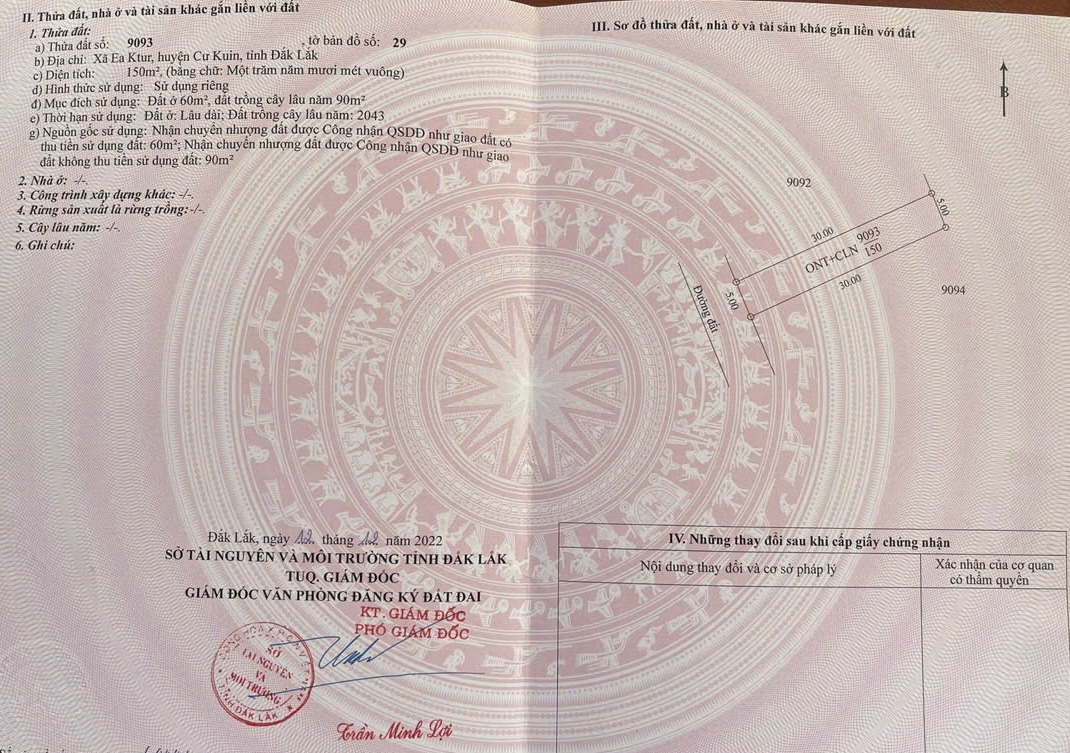 II. Thửa đất, nhà ở và tài sản khác gắn liền với đất
1. Thửa đất:
a) Thửa đất số: 9093 , tờ bản đồ số: 29
b) Địa chỉ: Xã Ea Ktur, huyện Cư Kuin, tỉnh Đắk Lắk
c) Diện tích: 150m², (bằng chữ: Một trăm năm mươi mét vuông)
d) Hình thức sử dụng: Sử dụng riêng
đ) Mục đích sử dụng: Đất ở 60m², đất trồng cây lâu năm 90m²
e) Thời hạn sử dụng: Đất ở: Lâu dài; Đất trồng cây lâu năm: 2043
g) Nguồn gốc sử dụng: Nhận chuyển nhượng đất được Công nhận QSDĐ như giao đất có
thu tiền sử dụng đất: 60m²; Nhận chuyển nhượng đất được Công nhận QSDĐ như giao
đất không thu tiền sử dụng đất: 90m²
2. Nhà ở: -/-.
3. Công trình xây dựng khác: -/-.
4. Rừng sản xuất là rừng trồng: -/-.
5. Cây lâu năm: -/-.
6. Ghi chú:
Đắk Lắk, ngày 12 tháng 12 năm 2022
SỞ TÀI NGUYÊN VÀ MÔI TRƯỜNG TỈNH ĐẮK LẮK
TUQ. GIÁM ĐỐC
GIÁM ĐỐC VĂN PHÒNG ĐĂNG KÝ ĐẤT ĐAI
KT. GIÁM ĐỐC
PHÓ GIÁM ĐỐC
SỞ
TÀI NGUYÊN
VÀ
MÔI TRƯỜNG
TỈNH ĐẮK LẮK
Trần Minh Lợi
III. Sơ đồ thửa đất, nhà ở và tài sản khác gắn liền với đất
B
9092
5.00
30.00
9093
ONT+CLN 150
30.00
5.00
9094
Đường đất
IV. Những thay đổi sau khi cấp giấy chứng nhận
Nội dung thay đổi và cơ sở pháp lý
Xác nhận của cơ quan
có thẩm quyền